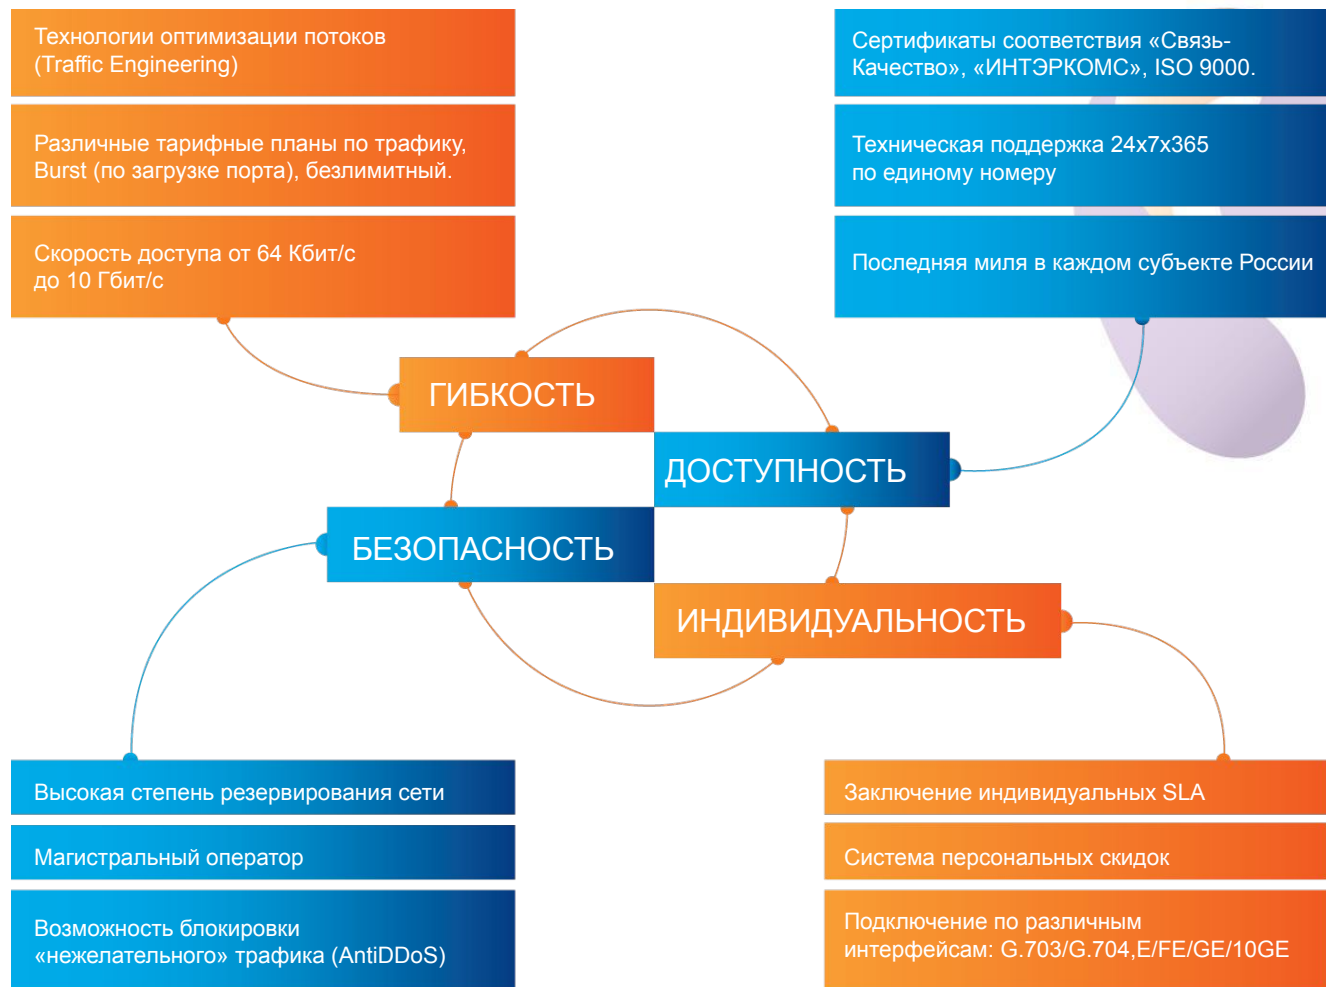 Технологии оптимизации потоков
(Traffic Engineering)
Различные тарифные планы по трафику,
Burst (по загрузке порта), безлимитный.
Скорость доступа от 64 Кбит/с
до 10 Гбит/с
Сертификаты соответствия «Связь-
Качество», «ИНТЭРКОМС», ISO 9000.
Техническая поддержка 24х7х365
по единому номеру
Последняя миля в каждом субъекте России
ГИБКОСТЬ
ДОСТУПНОСТЬ
БЕЗОПАСНОСТЬ
ИНДИВИДУАЛЬНОСТЬ
Высокая степень резервирования сети
Магистральный оператор
Возможность блокировки
«нежелательного» трафика (AntiDDoS)
Заключение индивидуальных SLA
Система персональных скидок
Подключение по различным
интерфейсам: G.703/G.704,E/FE/GE/10GE